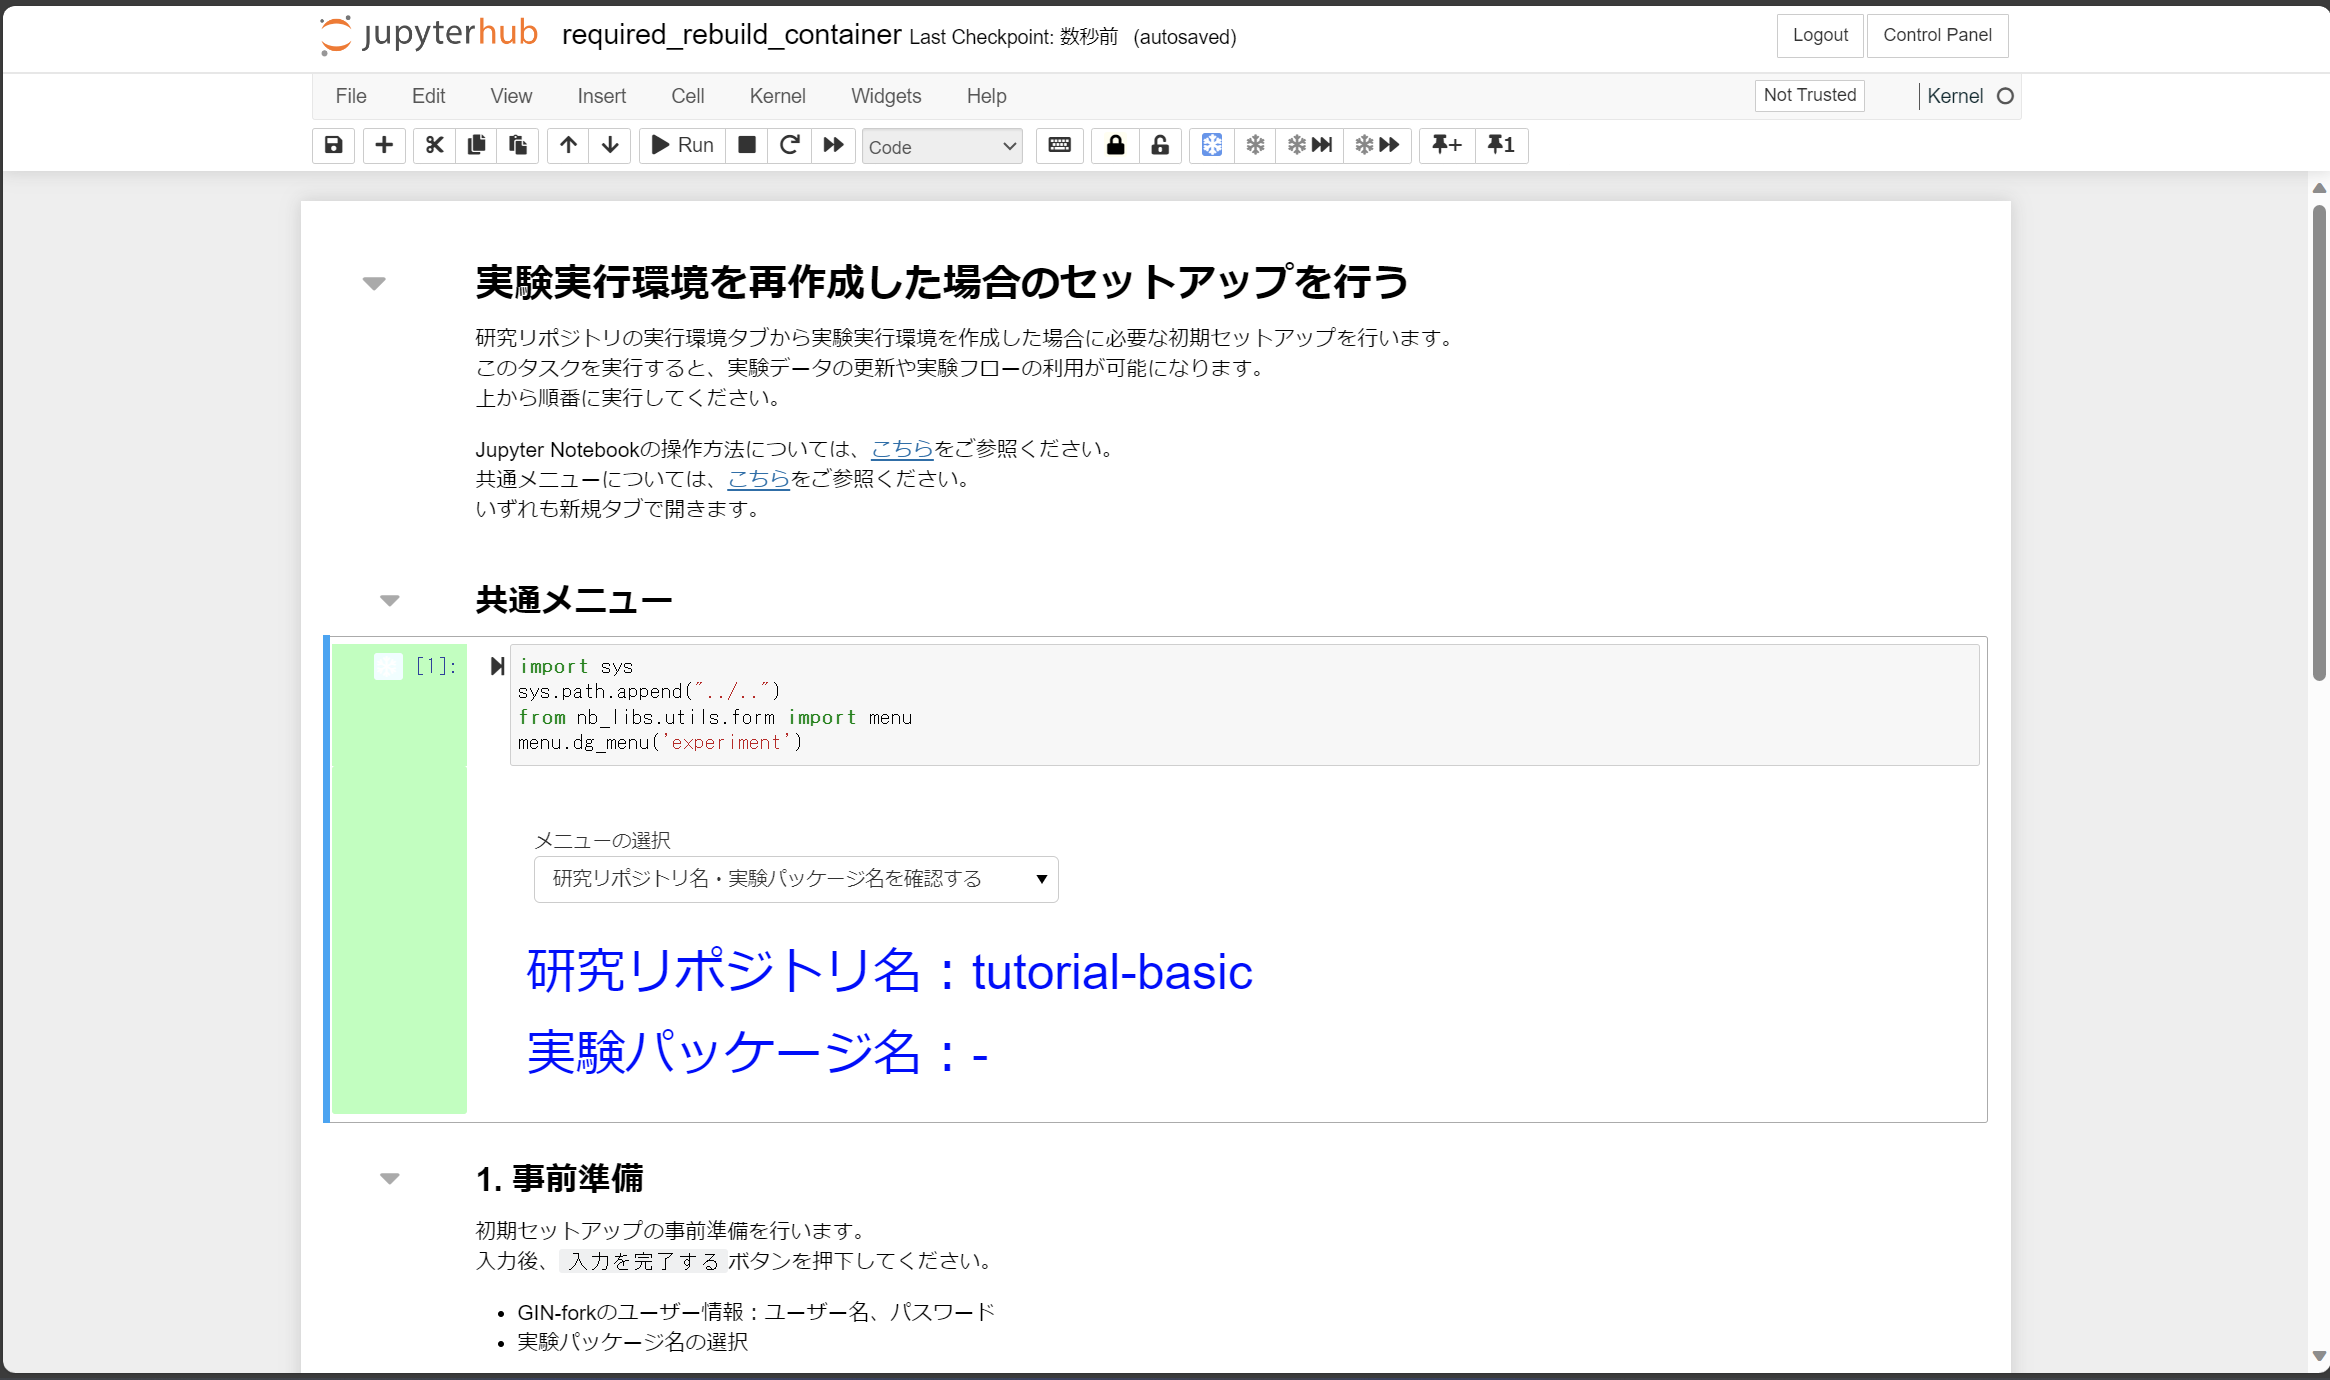 jupyterhub required_rebuild_container Last Checkpoint: 数秒前 (autosaved) Logout Control Panel
File Edit View Insert Cell Kernel Widgets Help Not Trusted Kernel
Run Code +1
実験実行環境を再作成した場合のセットアップを行う
研究リポジトリの実行環境タブから実験実行環境を作成した場合に必要な初期セットアップを行います。
このタスクを実行すると、実験データの更新や実験フローの利用が可能になります。
上から順番に実行してください。
Jupyter Notebookの操作方法については、こちらをご参照ください。
共通メニューについては、こちらをご参照ください。
いずれも新規タブで開きます。
共通メニュー
[1]: import sys
sys.path.append("../..")
from nb_libs.utils.form import menu
menu.dg_menu('experiment')
メニューの選択
研究リポジトリ名・実験パッケージ名を確認する
研究リポジトリ名：tutorial-basic
実験パッケージ名：-
1. 事前準備
初期セットアップの事前準備を行います。
入力後、 入力を完了する ボタンを押下してください。
• GIN-forkのユーザー情報：ユーザー名、パスワード
• 実験パッケージ名の選択